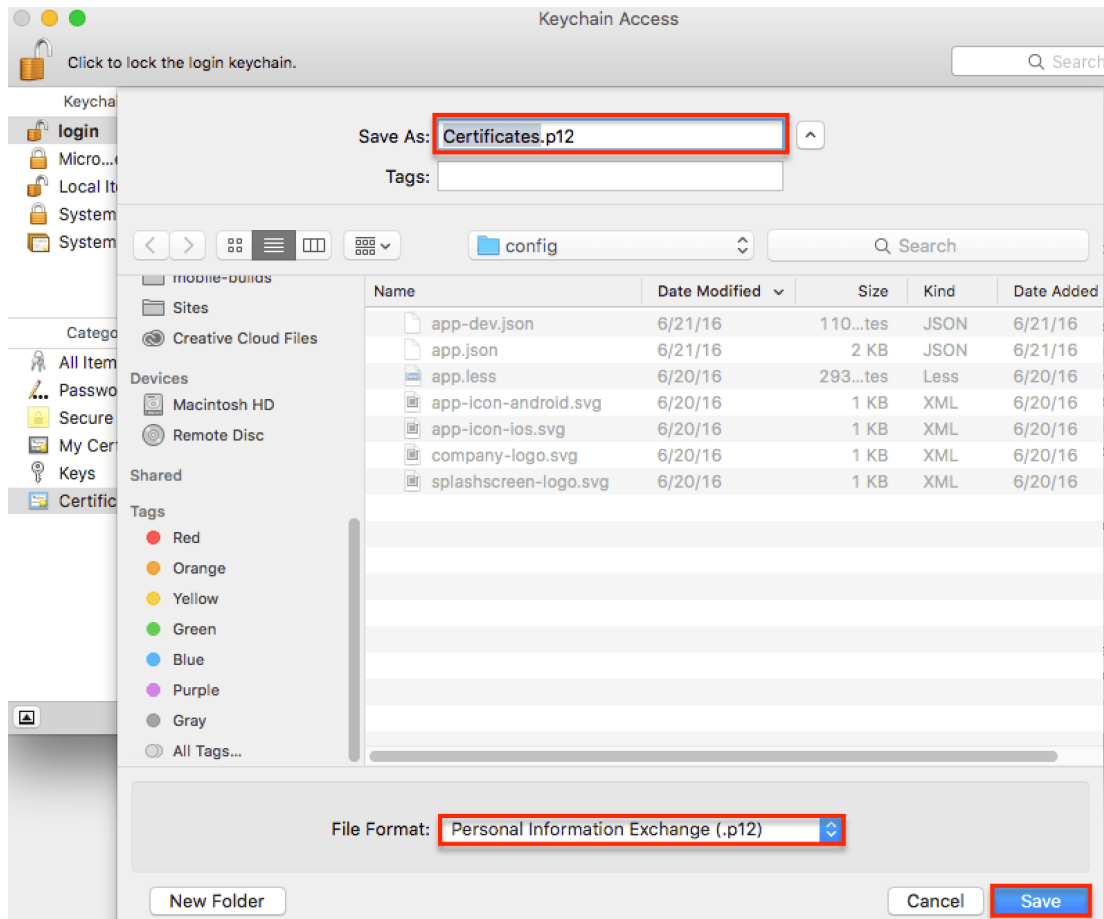 Keychain Access
Click to lock the login keychain.
Search
Keychai
login
Micro...e
Local It
System
System
Catego
All Item
Passwo
Secure
My Cert
Keys
Certific
Save As: Certificates.p12
Tags:
config
Search
mobile-builds
Sites
Creative Cloud Files
Devices
Macintosh HD
Remote Disc
Shared
Tags
Red
Orange
Yellow
Green
Blue
Purple
Gray
All Tags...
Name Date Modified Size Kind Date Added
app-dev.json 6/21/16 110...tes JSON 6/21/16
app.json 6/21/16 2 KB JSON 6/21/16
app.less 6/20/16 293...tes Less 6/20/16
app-icon-android.svg 6/20/16 1 KB XML 6/20/16
app-icon-ios.svg 6/20/16 1 KB XML 6/20/16
company-logo.svg 6/20/16 1 KB XML 6/20/16
splashscreen-logo.svg 6/20/16 1 KB XML 6/20/16
File Format: Personal Information Exchange (.p12)
New Folder Cancel Save